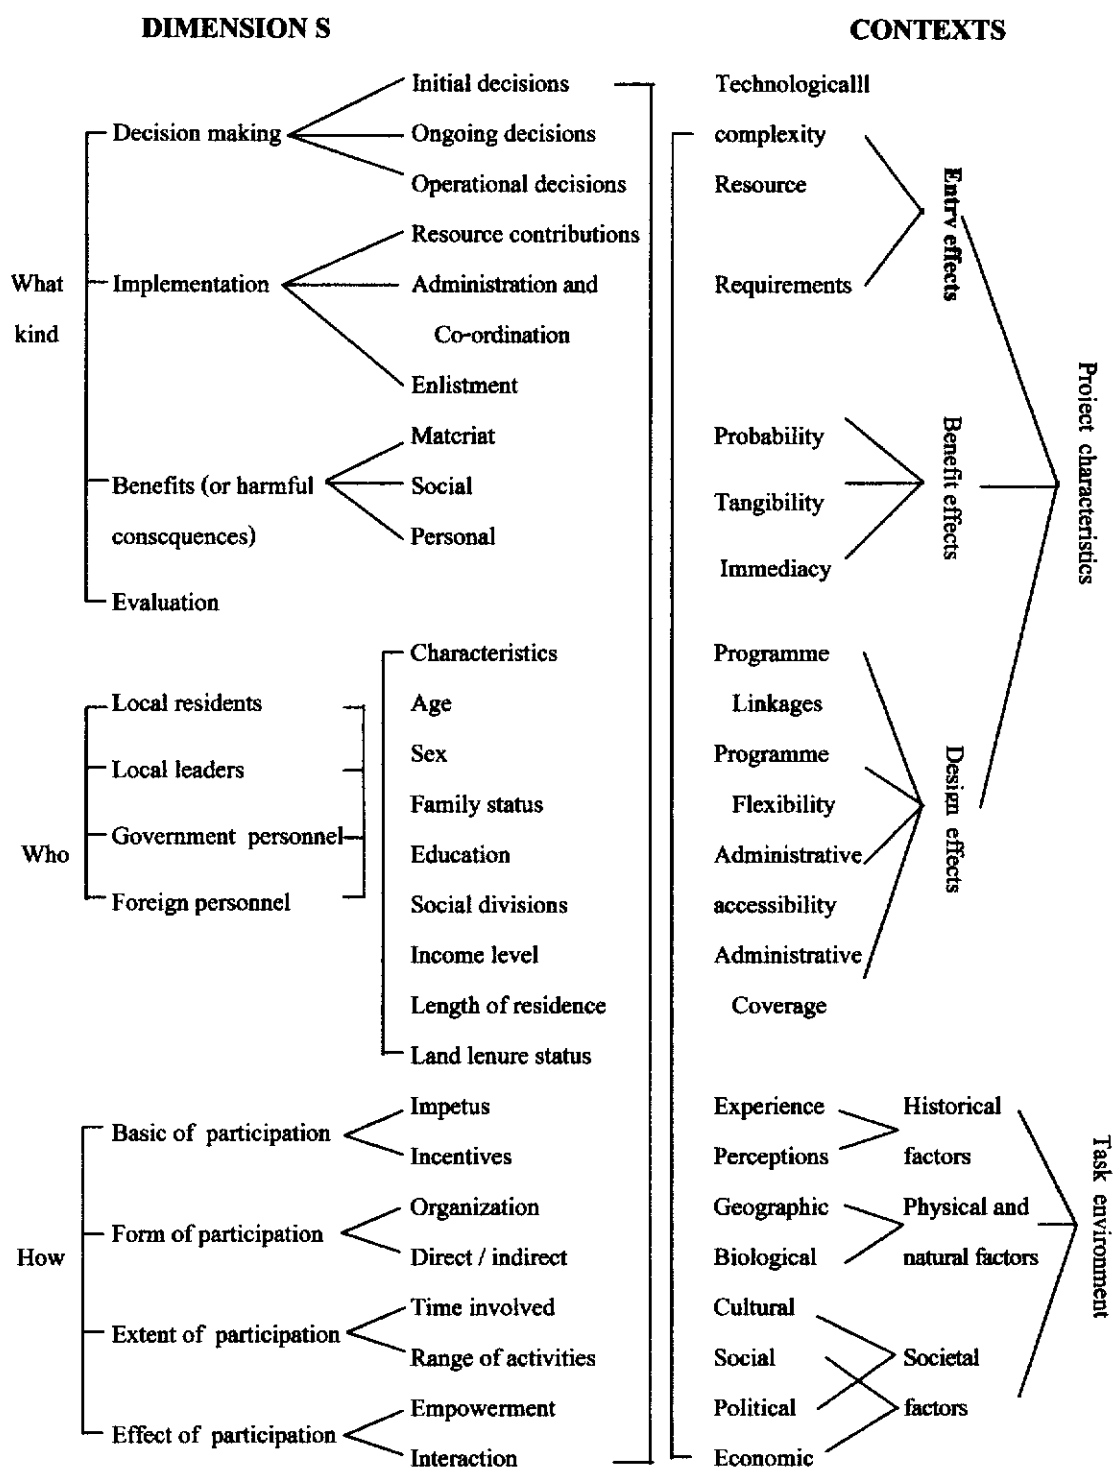 DIMENSION S
What
kind
Decision making
Initial decisions
Ongoing decisions
Operational decisions
Implementation
Resource contributions
Administration and
Co-ordination
Enlistment
Benefits (or harmful
conscquences)
Matcriat
Social
Personal
Evaluation
Who
Local residents
Local leaders
Government personnel
Foreign personnel
Characteristics
Age
Sex
Family status
Education
Social divisions
Income level
Length of residence
Land lenure status
How
Basic of participation
Impetus
Incentives
Form of participation
Organization
Direct / indirect
Extent of participation
Time involved
Range of activities
Effect of participation
Empowerment
Interaction
CONTEXTS
Technologicalll
complexity
Resource
Requirements
Entry effects
Probability
Tangibility
Immediacy
Benefit effects
Programme
Linkages
Programme
Flexibility
Administrative
accessibility
Administrative
Coverage
Design effects
Project characteristics
Experience
Perceptions
Historical
factors
Geographic
Biological
Physical and
natural factors
Cultural
Social
Political
Economic
Societal
factors
Task environment